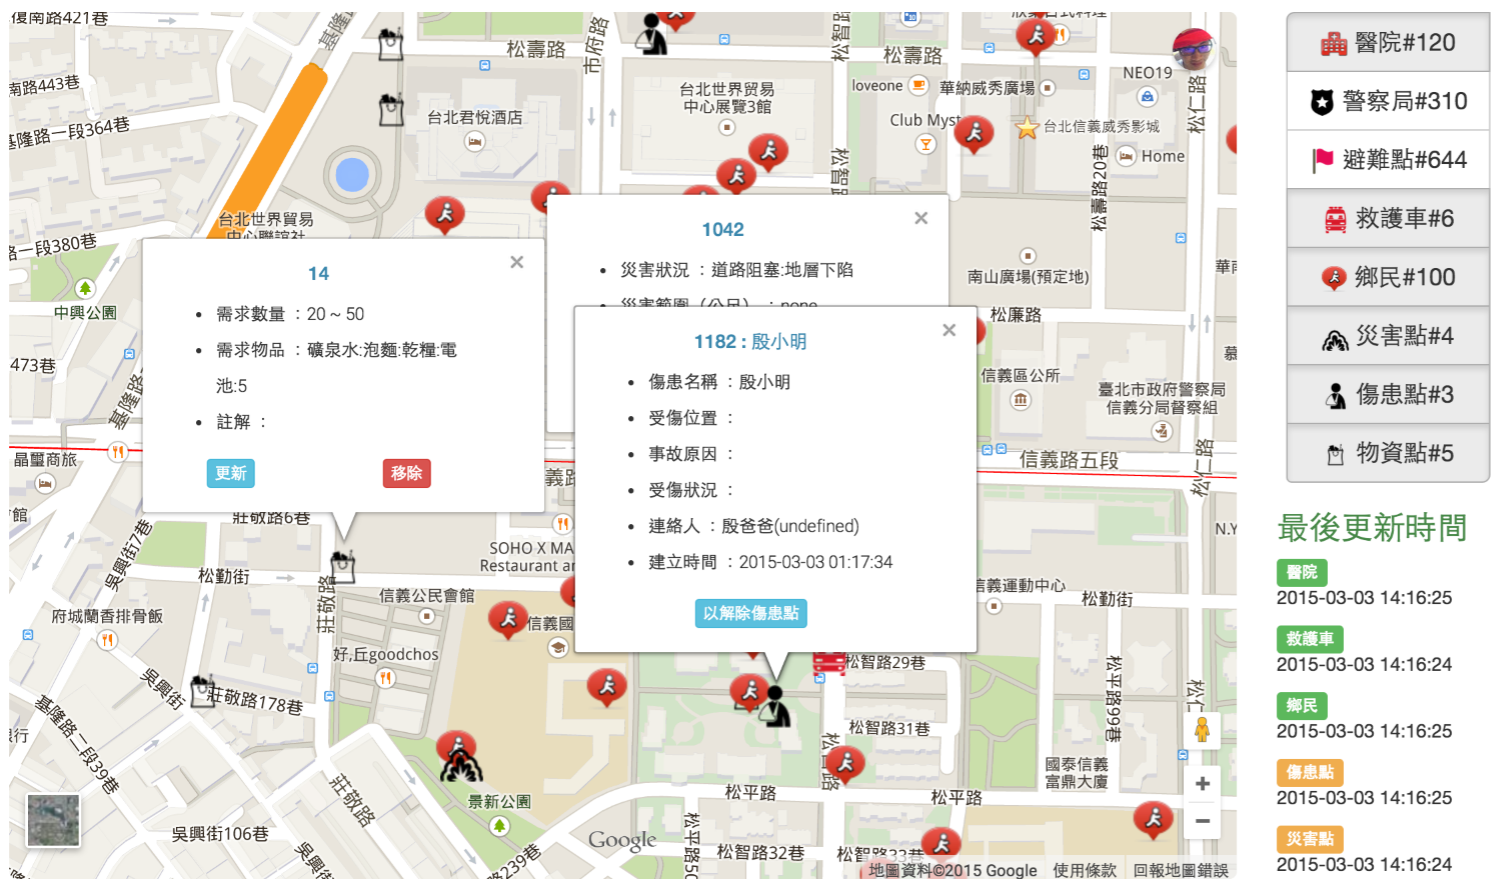 復南路421巷
基隆路
松壽路
市府路
松智路
松壽路
台北世界貿易
中心展覽3館
loveone
華納威秀廣場
NEO19
松仁路
南路443巷
基隆路一段364巷
台北君悅酒店
Club Myst
台北信義威秀影城
Home
松壽路20巷
台北世界貿易
中心聯誼社
一段380巷
中興公園
473巷
南山廣場(預定地)
松廉路
信義區公所
臺北市政府警察局
信義分局督察組
信義路五段
松仁路
14
×
需求數量 ：20 ~ 50
需求物品 ：礦泉水:泡麵:乾糧:電
池:5
註解 ：
更新
移除
1042
×
災害狀況 ：道路阻塞:地層下陷
災害範圍（公尺） ：none
1182 : 殷小明
×
傷患名稱 ：殷小明
受傷位置 ：
事故原因 ：
受傷狀況 ：
連絡人 ：殷爸爸(undefined)
建立時間 ：2015-03-03 01:17:34
以解除傷患點
晶璽商旅
莊敬路6巷
SOHO X MA
Restaurant an
吳興街7巷
松勤街
莊敬路
信義公民會館
府城蘭香排骨飯
信義國
好,丘goodchos
吳興街
莊敬路178巷
基隆路二段39巷
莊敬路
景新公園
吳興街106巷
信義運動中心
松勤街
松智路29巷
松平路99巷
松智路31巷
國泰信義
富鼎大廈
松平路
松平路
松智路32巷
松智路33巷
239巷
N.Y
Google
地圖資料©2015 Google
使用條款
回報地圖錯誤
+
−
醫院#120
警察局#310
避難點#644
救護車#6
鄉民#100
災害點#4
傷患點#3
物資點#5
最後更新時間
醫院
2015-03-03 14:16:25
救護車
2015-03-03 14:16:24
鄉民
2015-03-03 14:16:25
傷患點
2015-03-03 14:16:25
災害點
2015-03-03 14:16:24